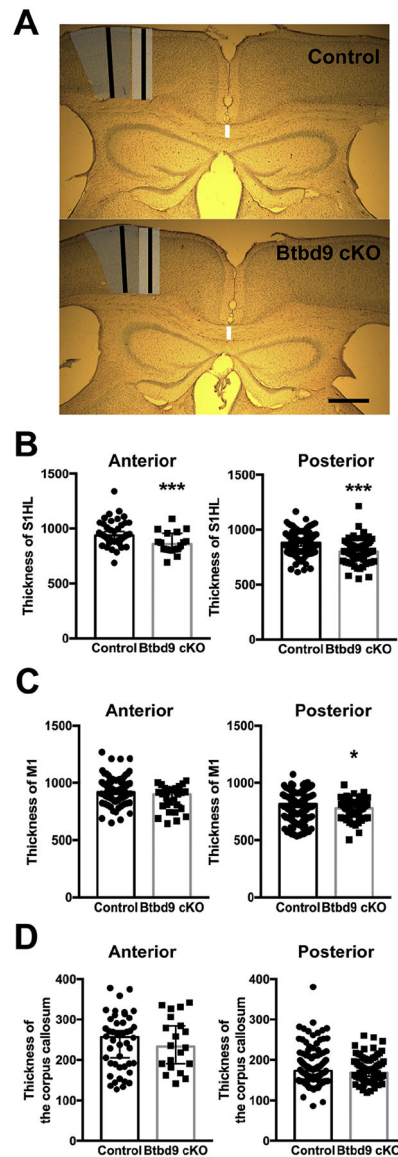 A
Control
Btbd9 cKO
B
Anterior
Thickness of S1HL
1500
1000
500
0
***
Control Btbd9 cKO
Posterior
Thickness of S1HL
1500
1000
500
0
***
Control Btbd9 cKO
C
Anterior
Thickness of M1
1500
1000
500
0
Control Btbd9 cKO
Posterior
Thickness of M1
1500
1000
500
0
*
Control Btbd9 cKO
D
Anterior
Thickness of
the corpus callosum
400
300
200
100
0
Control Btbd9 cKO
Posterior
Thickness of
the corpus callosum
400
300
200
100
0
Control Btbd9 cKO